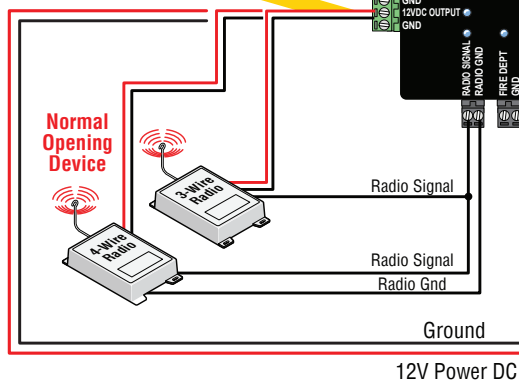 GND
12VDC OUTPUT
GND
RADIO SIGNAL
RADIO GND
FIRE DEPT
GND
Normal
Opening
Device
3-Wire
Radio
Radio Signal
4-Wire
Radio
Radio Signal
Radio Gnd
Ground
12V Power DC